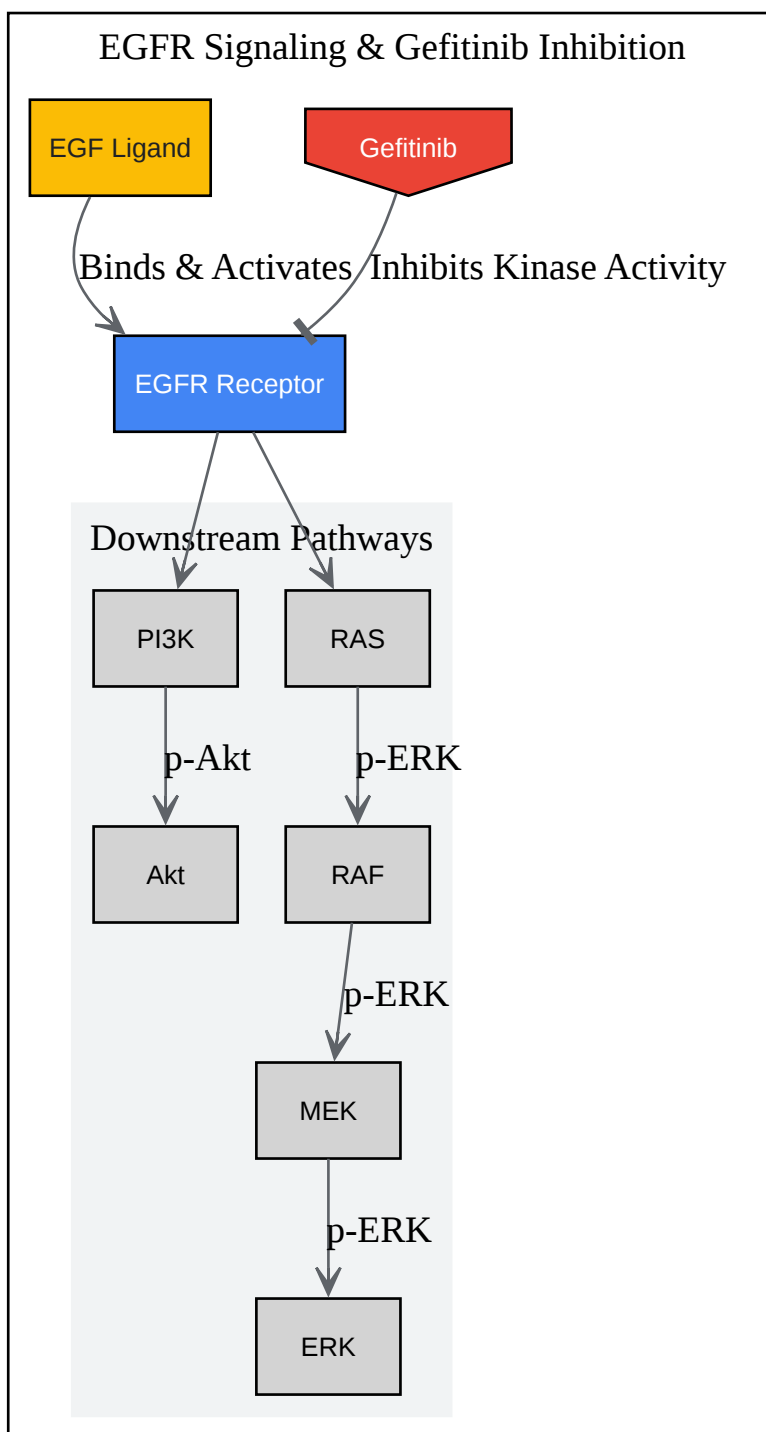 EGFR Signaling & Gefitinib Inhibition
EGF Ligand
Gefitinib
Binds & Activates
Inhibits Kinase Activity
EGFR Receptor
Downstream Pathways
PI3K
RAS
p-Akt
p-ERK
Akt
RAF
p-ERK
MEK
p-ERK
ERK